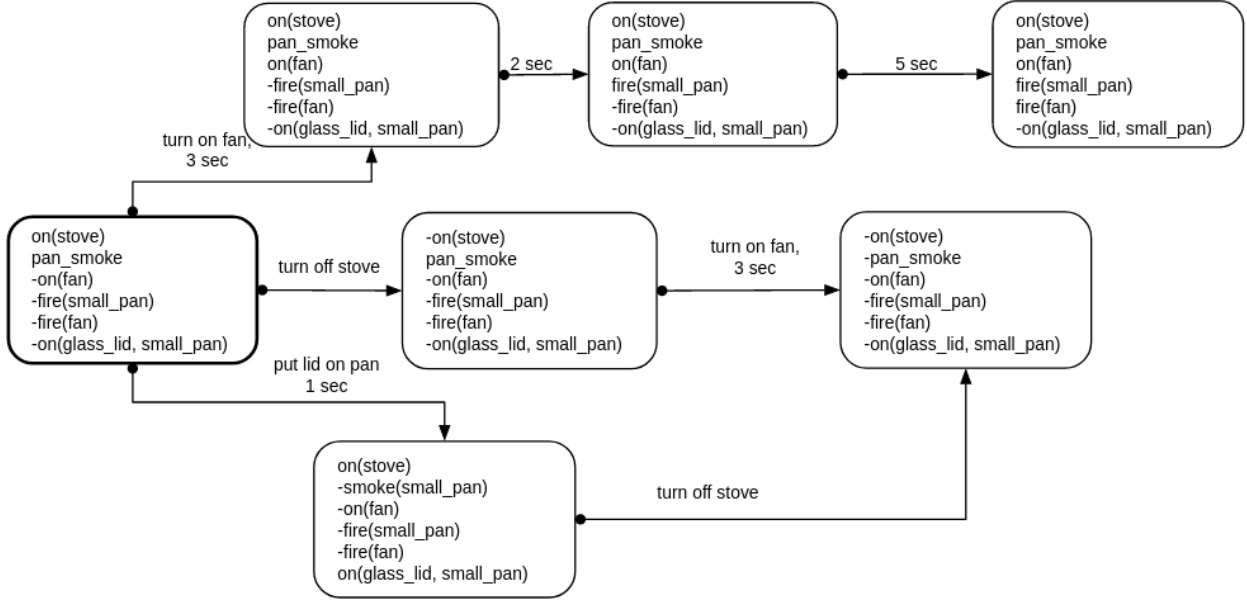 on(stove)
pan_smoke
on(fan)
-fire(small_pan)
-fire(fan)
-on(glass_lid, small_pan)
2 sec
on(stove)
pan_smoke
on(fan)
fire(small_pan)
-fire(fan)
-on(glass_lid, small_pan)
5 sec
on(stove)
pan_smoke
on(fan)
fire(small_pan)
fire(fan)
-on(glass_lid, small_pan)
turn on fan,
3 sec
on(stove)
pan_smoke
-on(fan)
-fire(small_pan)
-fire(fan)
-on(glass_lid, small_pan)
turn off stove
-on(stove)
pan_smoke
-on(fan)
-fire(small_pan)
-fire(fan)
-on(glass_lid, small_pan)
turn on fan,
3 sec
-on(stove)
-pan_smoke
-on(fan)
-fire(small_pan)
-fire(fan)
-on(glass_lid, small_pan)
put lid on pan
1 sec
on(stove)
-smoke(small_pan)
-on(fan)
-fire(small_pan)
-fire(fan)
on(glass_lid, small_pan)
turn off stove